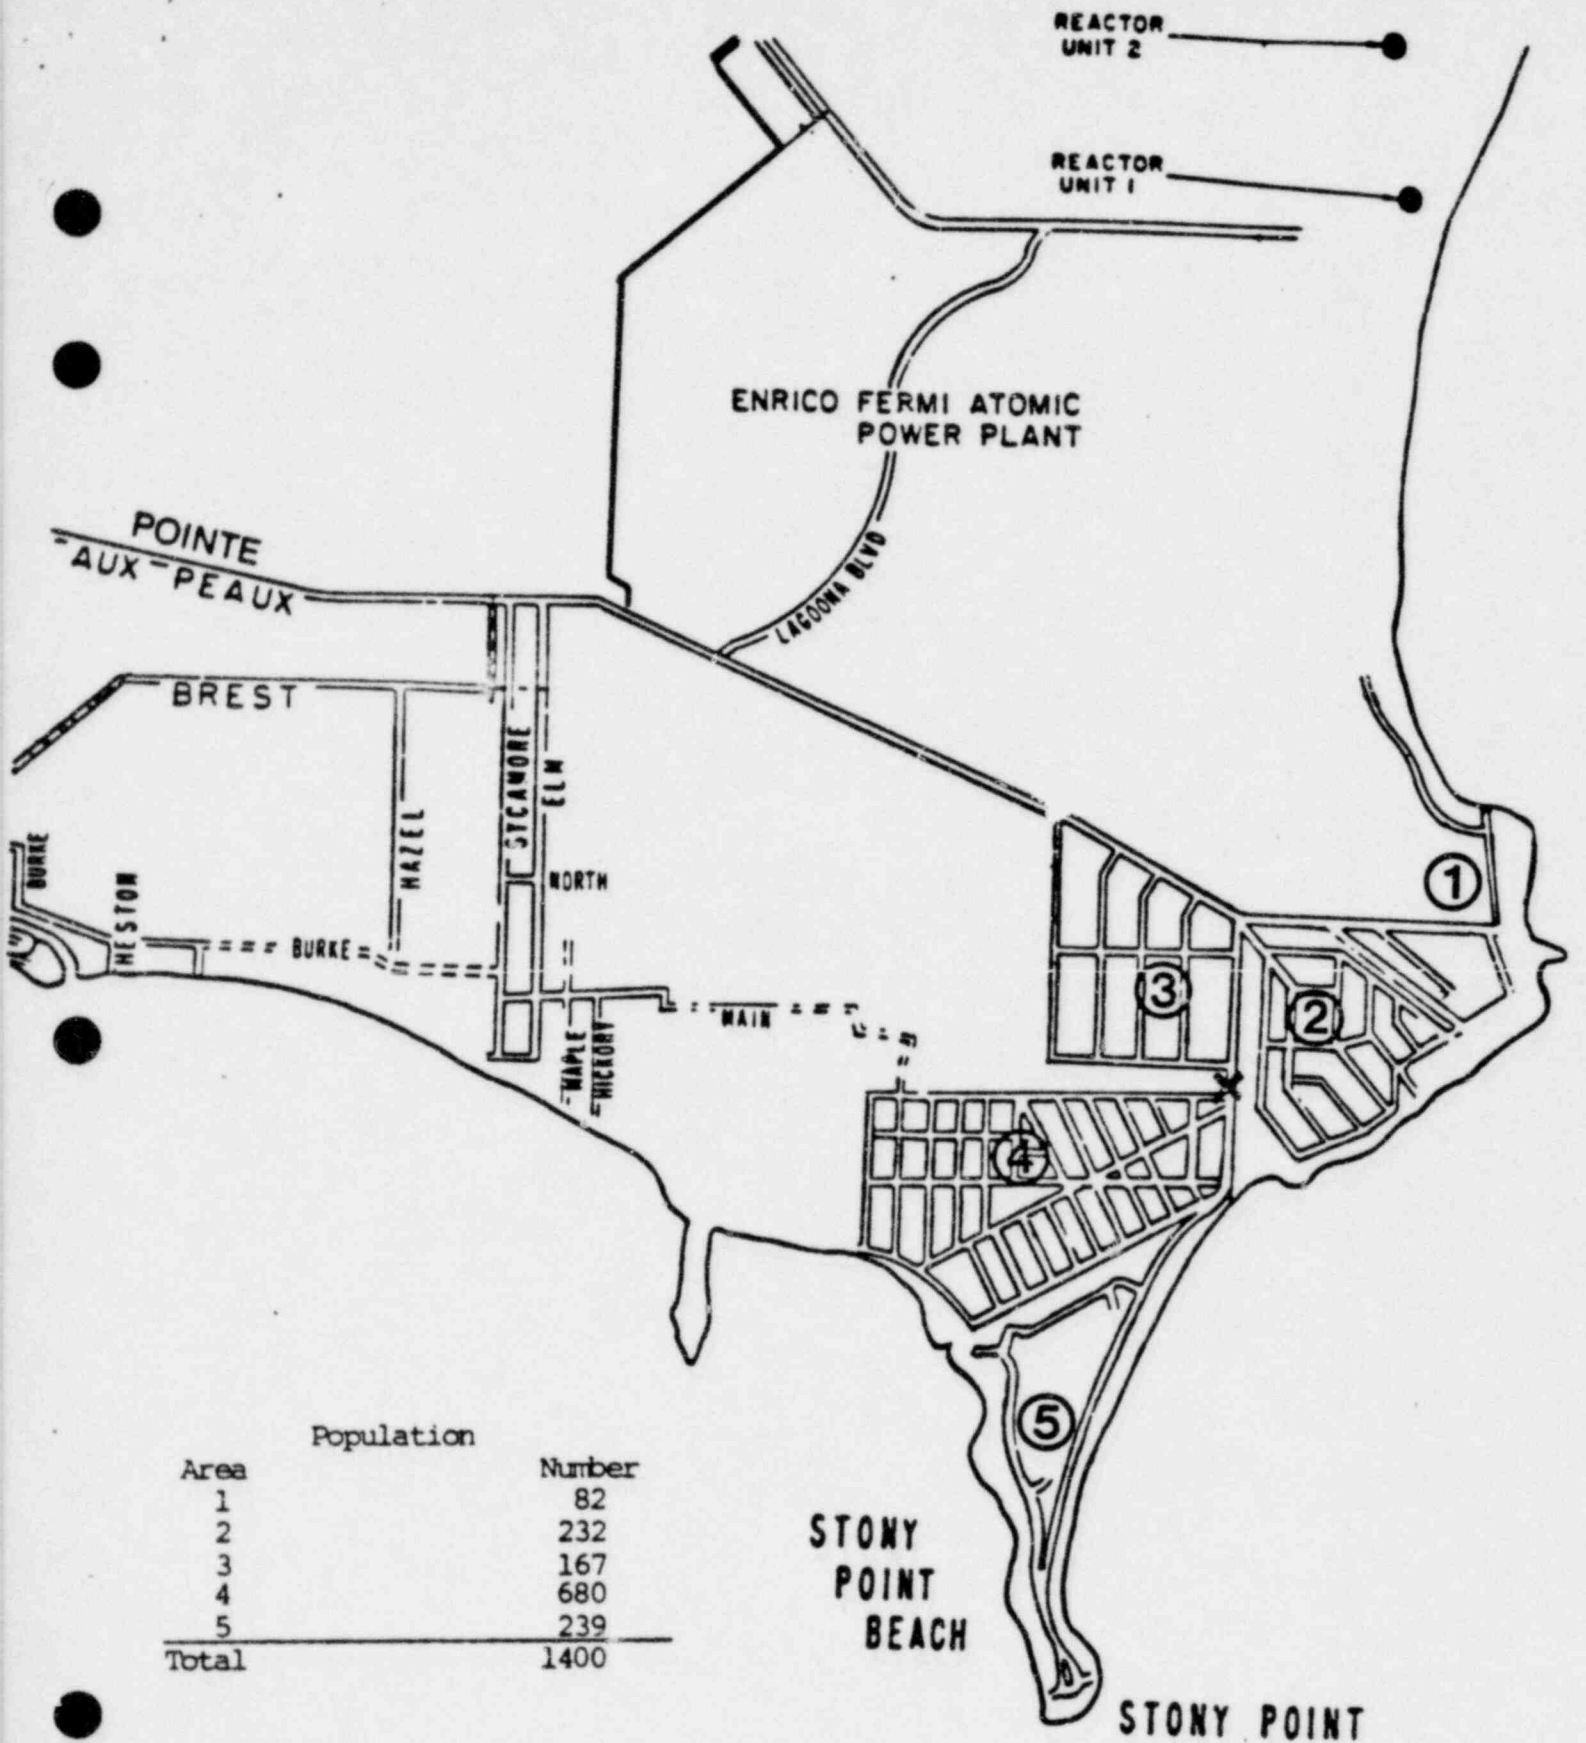 REACTOR
UNIT 2
REACTOR
UNIT 1
ENRICO FERMI ATOMIC
POWER PLANT
LAGOONA BLVD
POINTE
AUX PEAUX
BREST
SYCAMORE
ELM
HAZEL
BURKE
HESTON
NORTH
BURKE
MAIN
MAPLE
HICKORY
1
2
3
4
5
Population
Area Number
1 82
2 232
3 167
4 680
5 239
Total 1400
STONY
POINT
BEACH
STONY POINT